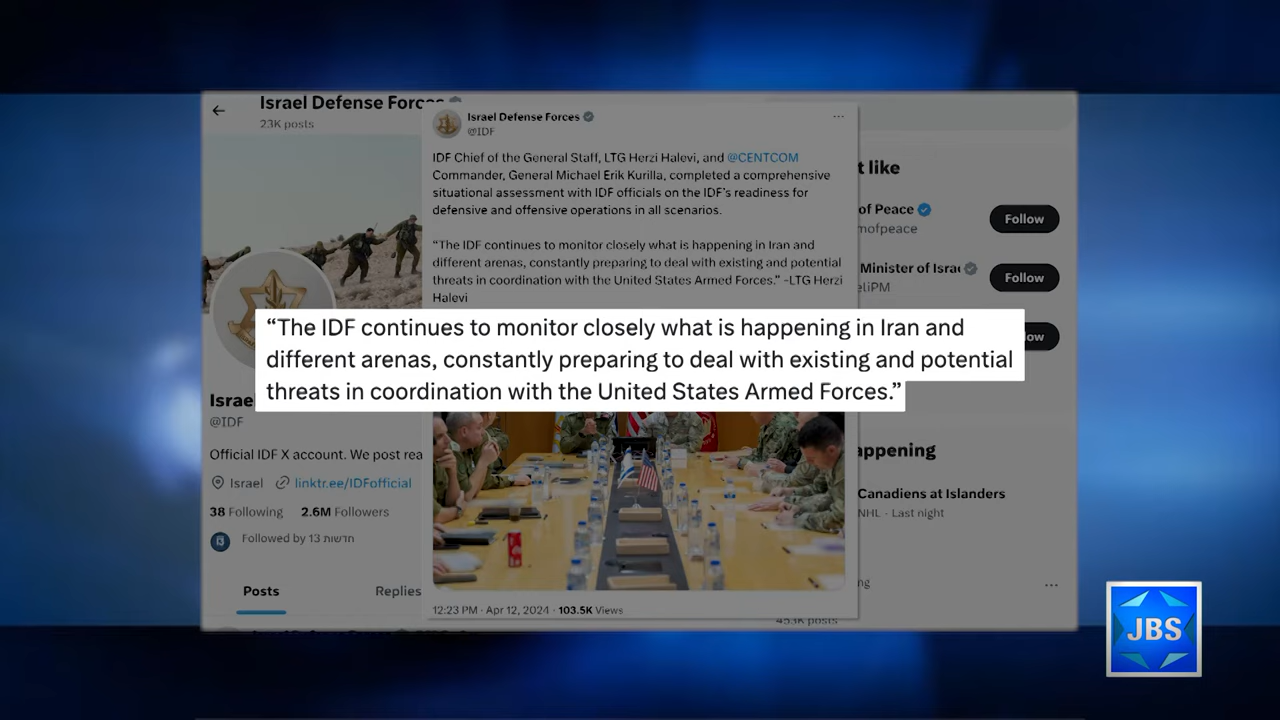 Israel Defense Forces
23K posts
Israel Defense Forces
@IDF
IDF Chief of the General Staff, LTG Herzi Halevi, and @CENTCOM
Commander, General Michael Erik Kurilla, completed a comprehensive
situational assessment with IDF officials on the IDF's readiness for
defensive and offensive operations in all scenarios.
“The IDF continues to monitor closely what is happening in Iran and
different arenas, constantly preparing to deal with existing and potential
threats in coordination with the United States Armed Forces.” -LTG Herzi
Halevi
“The IDF continues to monitor closely what is happening in Iran and
different arenas, constantly preparing to deal with existing and potential
threats in coordination with the United States Armed Forces.”
12:23 PM · Apr 12, 2024 · 103.5K Views
Israe
@IDF
Official IDF X account. We post rea
Israel linktr.ee/IDFofficial
38 Following 2.6M Followers
Followed by 13 חדשות
Posts Replies
t like
of Peace
mofpeace
Follow
Minister of Israe
eliPM
Follow
ow
appening
Canadiens at Islanders
NHL · Last night
ng
453K posts
JBS